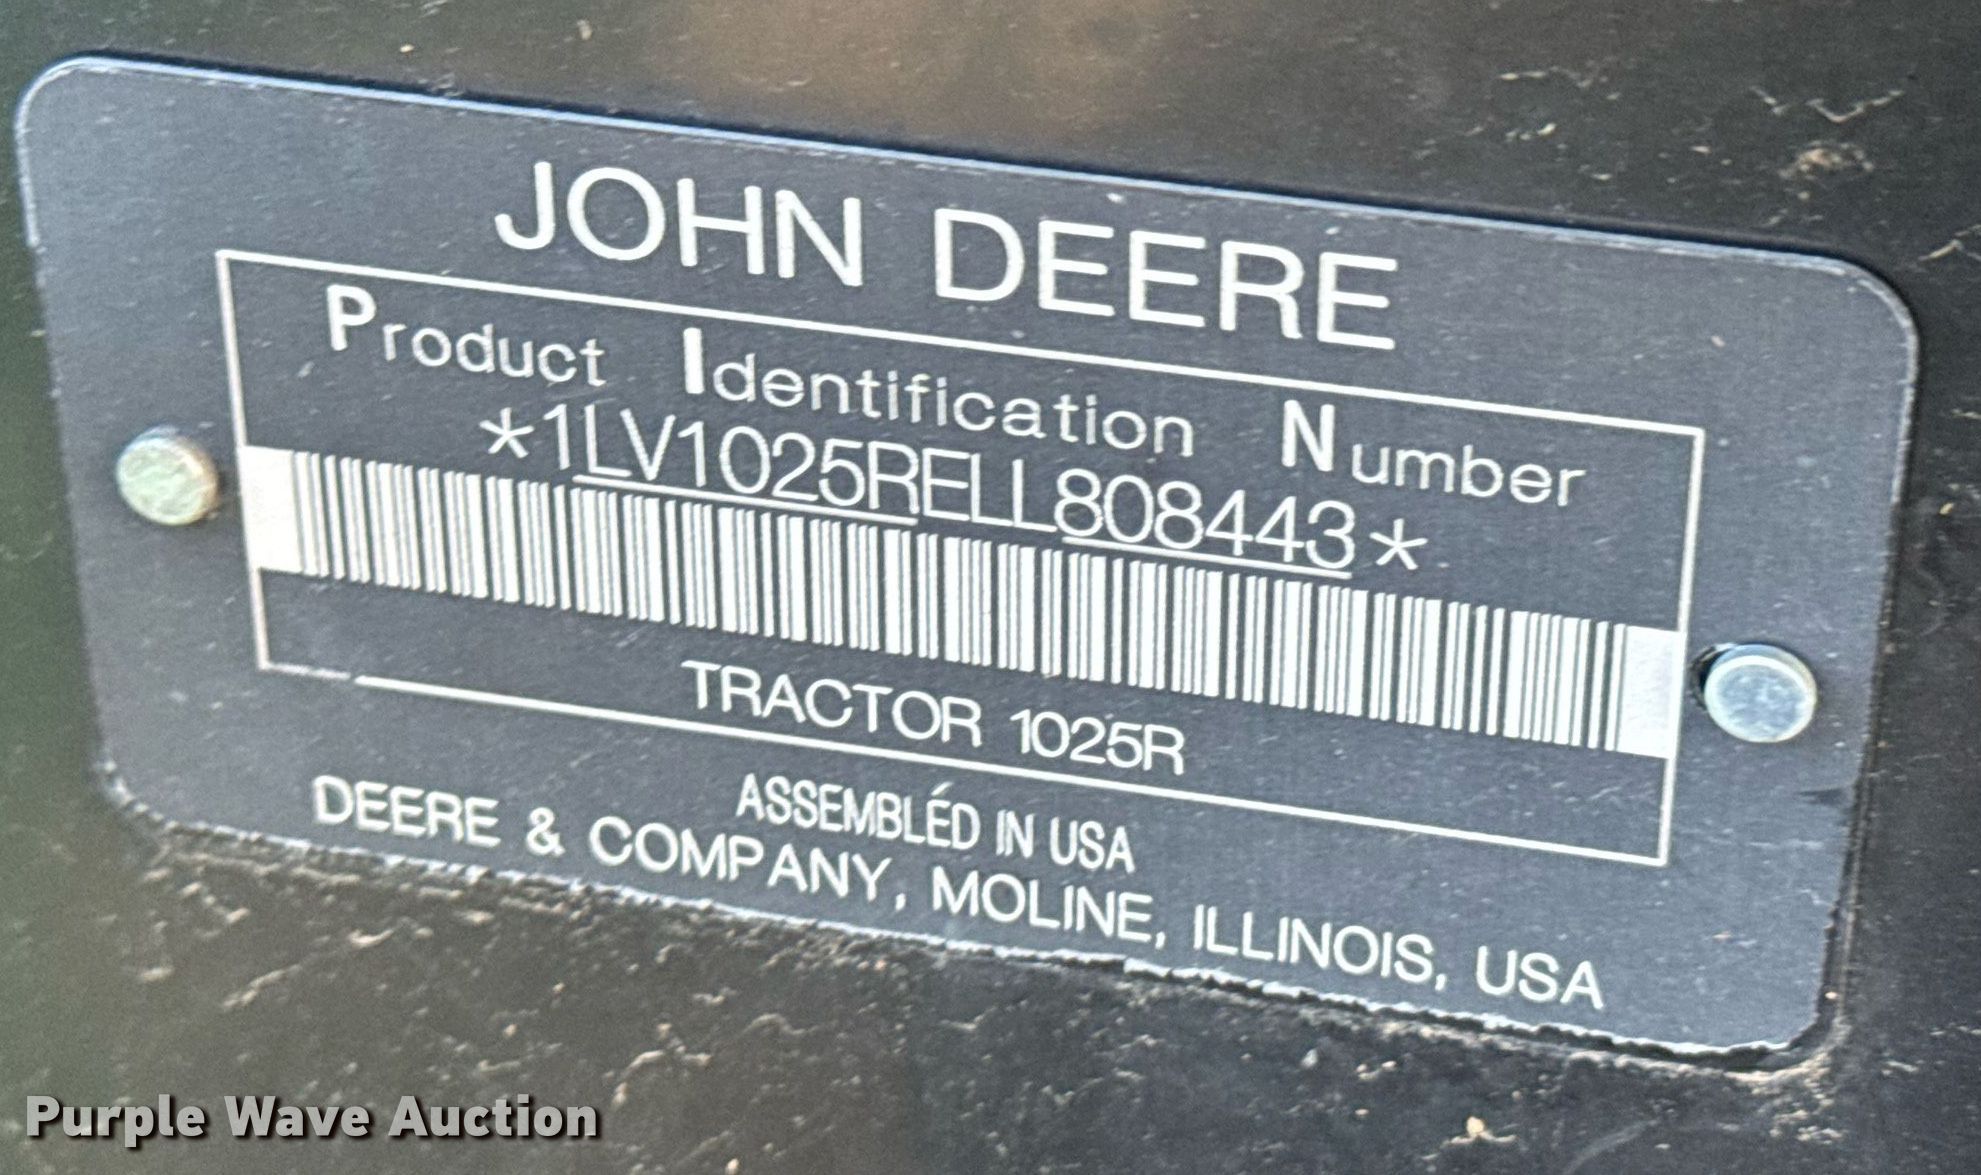 JOHN DEERE
Product Identification Number
*1LV1025RELL808443*
TRACTOR 1025R
ASSEMBLÉD IN USA
DEERE & COMPANY, MOLINE, ILLINOIS, USA
Purple Wave Auction